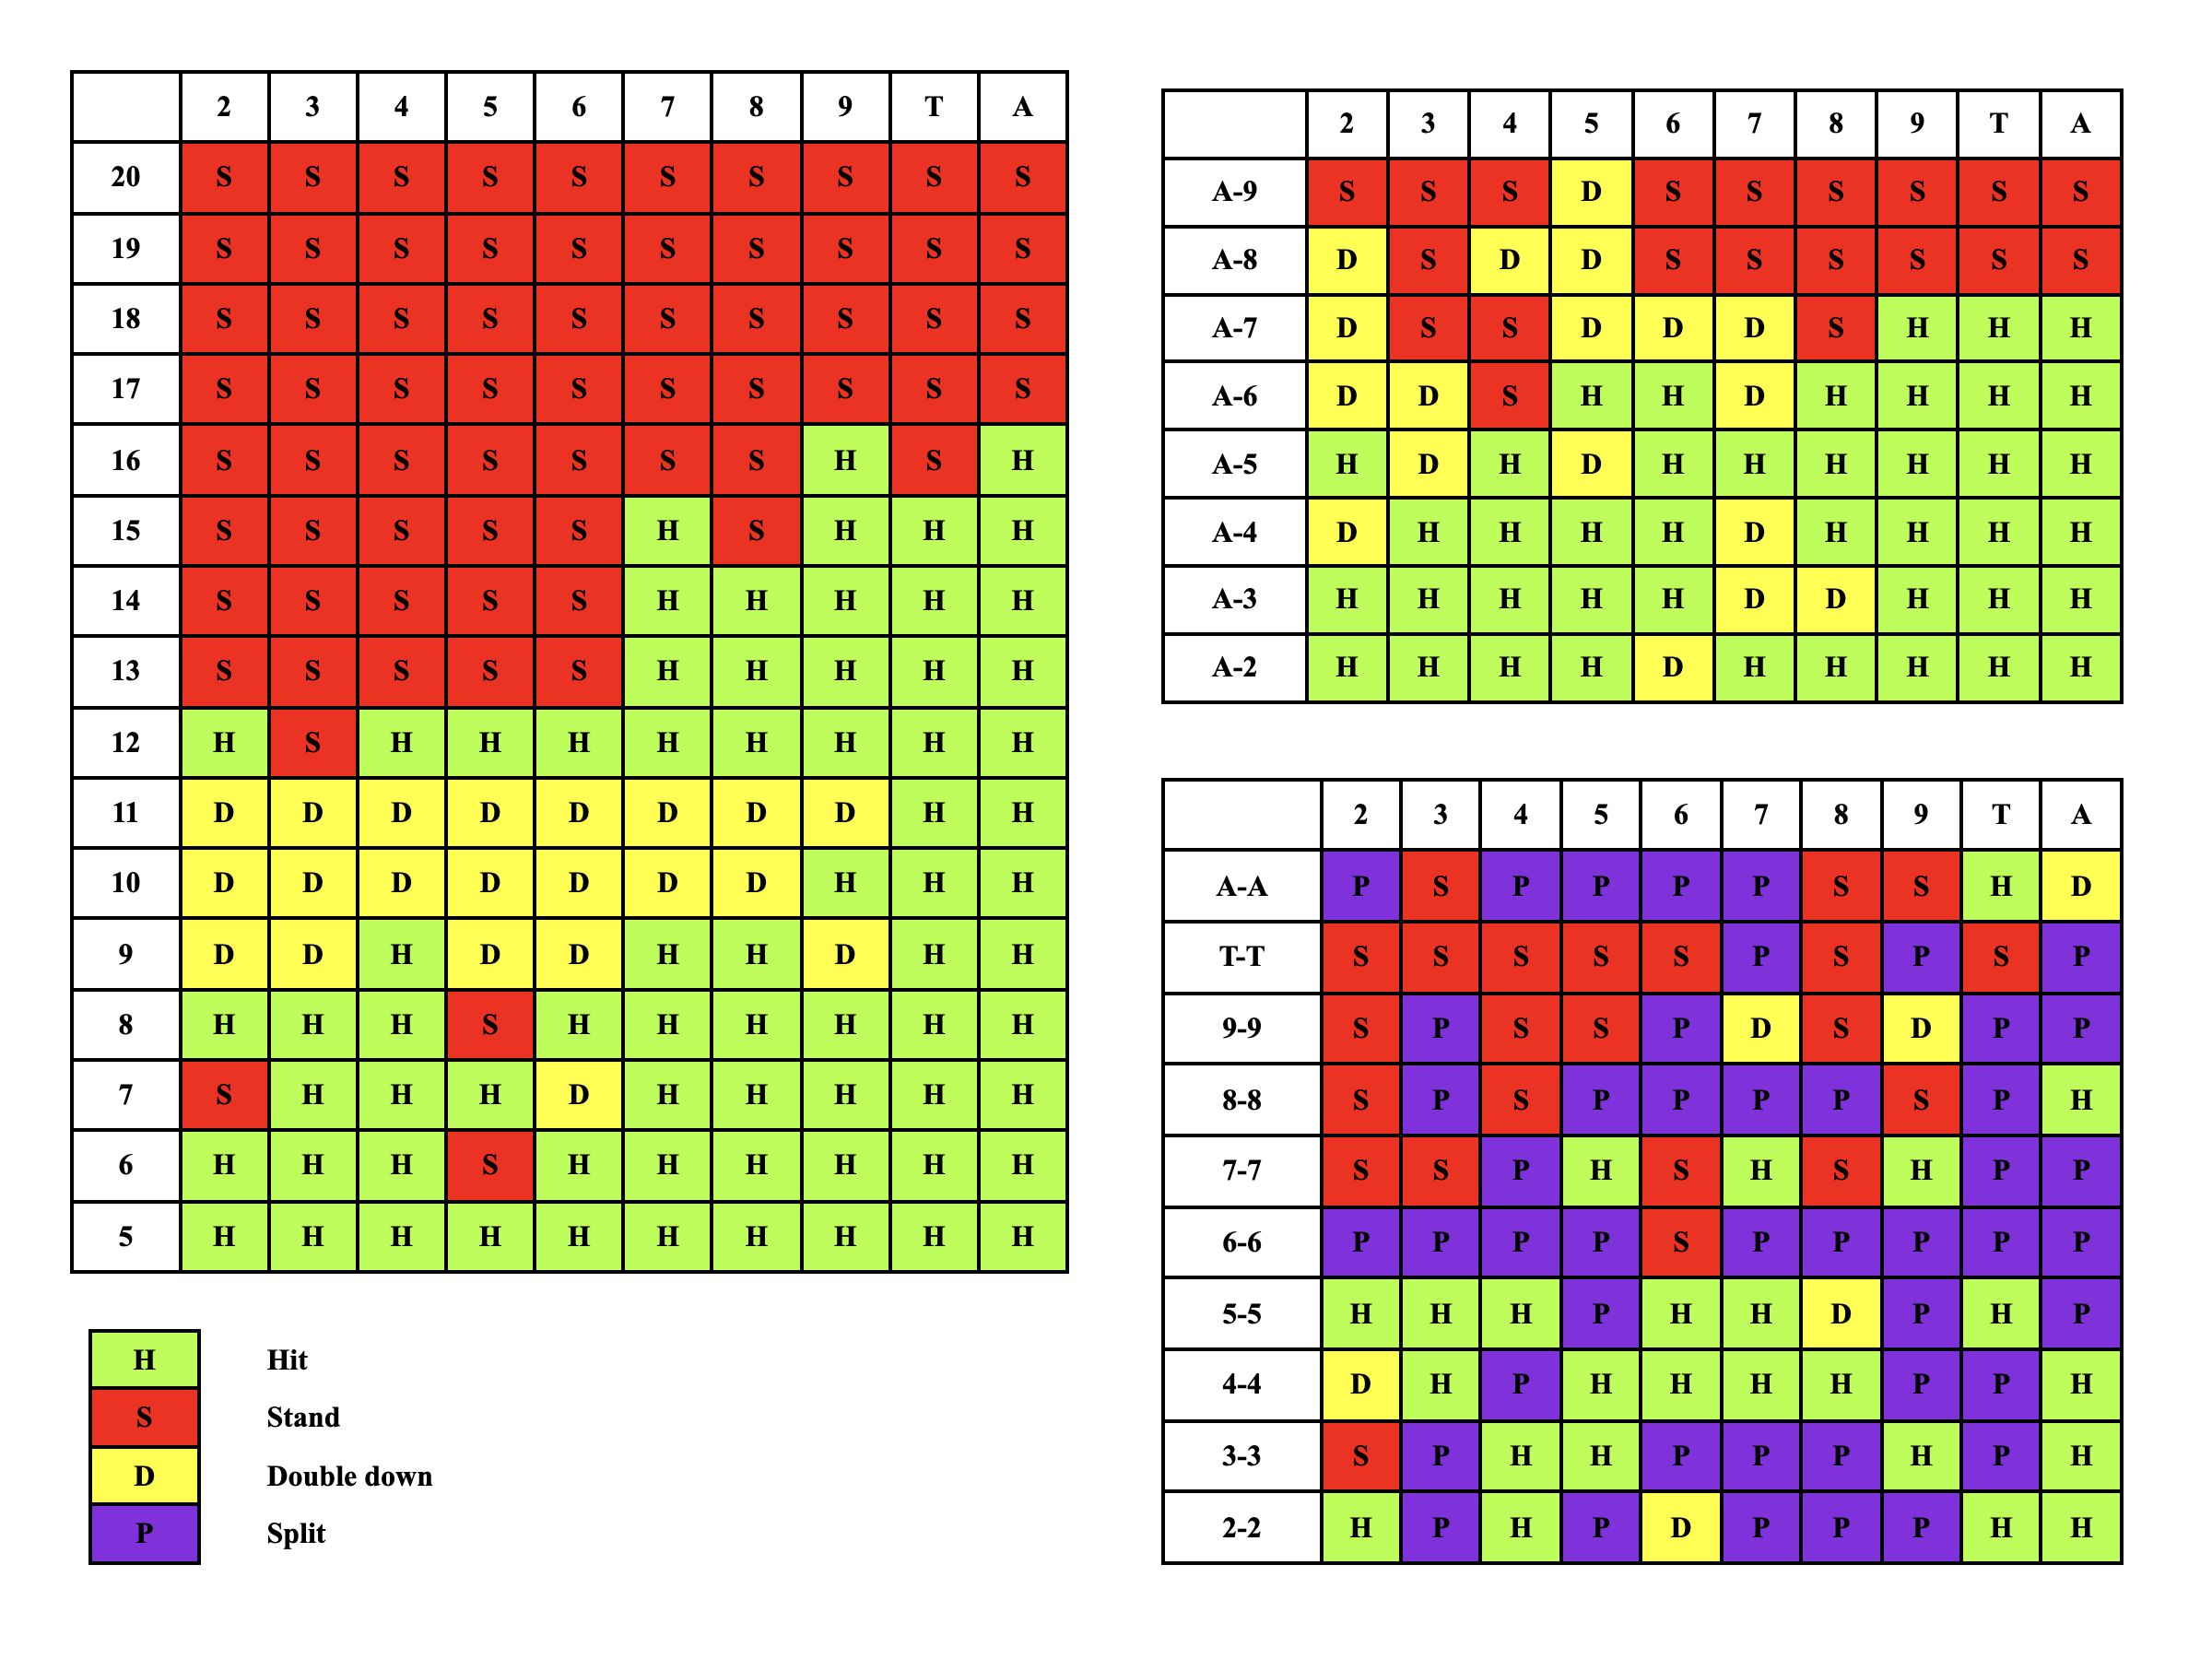 2 3 4 5 6 7 8 9 T A
20 S S S S S S S S S S
19 S S S S S S S S S S
18 S S S S S S S S S S
17 S S S S S S S S S S
16 S S S S S S S H S H
15 S S S S S H S H H H
14 S S S S S H H H H H
13 S S S S S H H H H H
12 H S H H H H H H H H
11 D D D D D D D D H H
10 D D D D D D D H H H
9 D D H D D H H D H H
8 H H H S H H H H H H
7 S H H H D H H H H H
6 H H H S H H H H H H
5 H H H H H H H H H H
H Hit
S Stand
D Double down
P Split
2 3 4 5 6 7 8 9 T A
A-9 S S S D S S S S S S
A-8 D S D D S S S S S S
A-7 D S S D D D S H H H
A-6 D D S H H D H H H H
A-5 H D H D H H H H H H
A-4 D H H H H D H H H H
A-3 H H H H H D D H H H
A-2 H H H H D H H H H H
2 3 4 5 6 7 8 9 T A
A-A P S P P P P S S H D
T-T S S S S S P S P S P
9-9 S P S S P D S D P P
8-8 S P S P P P P S P H
7-7 S S P H S H S H P P
6-6 P P P P S P P P P P
5-5 H H H P H H D P H P
4-4 D H P H H H H P P H
3-3 S P H H P P P H P H
2-2 H P H P D P P P H H